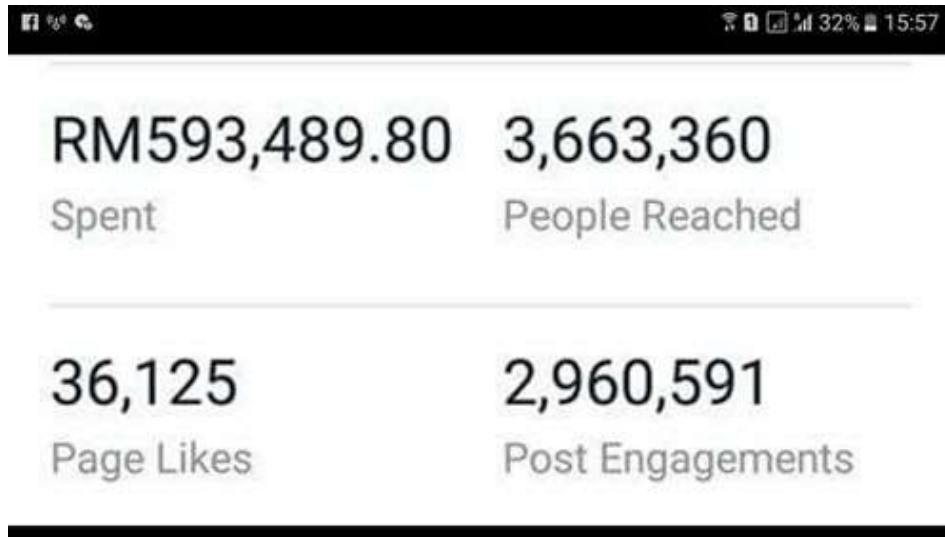 32% 15:57
RM593,489.80 3,663,360
Spent People Reached
36,125 2,960,591
Page Likes Post Engagements